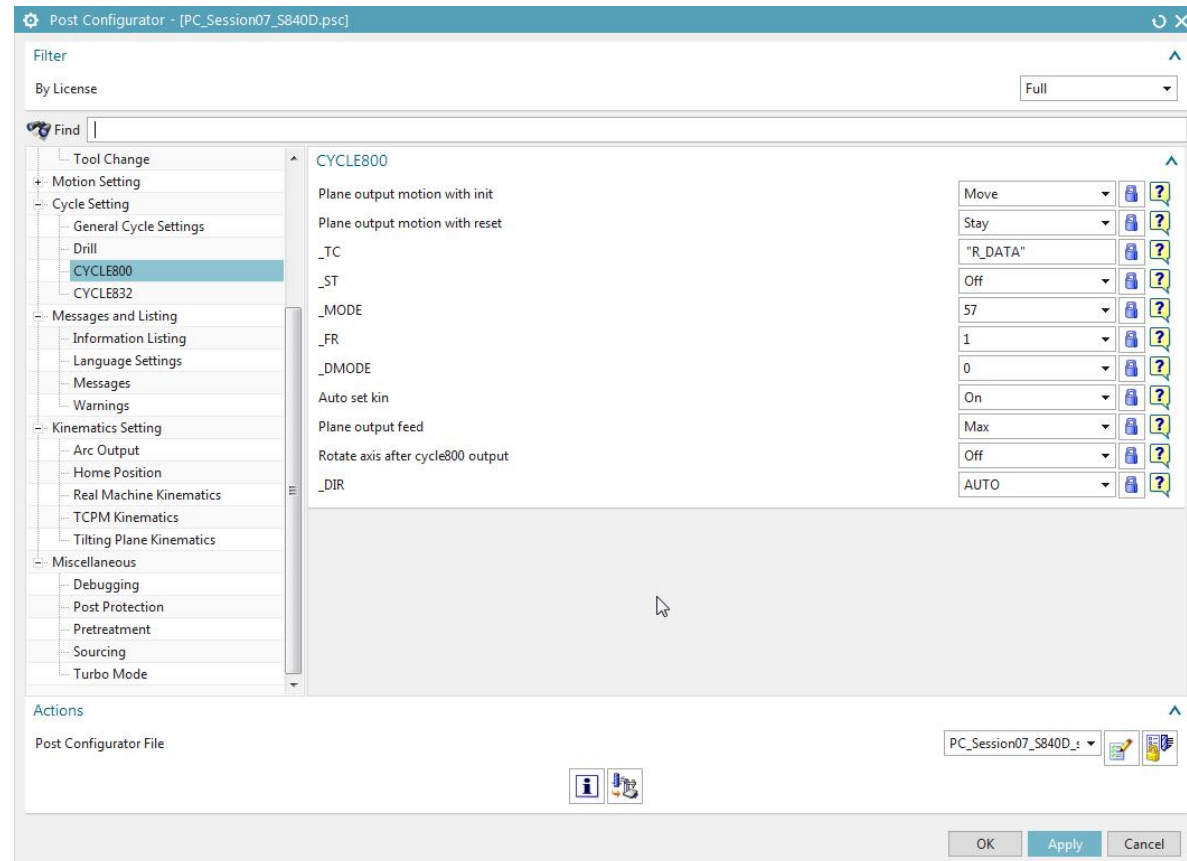 Post Configurator - [PC_Session07_S840D.psc]
Filter
By License
Full
Find
Tool Change
Motion Setting
Cycle Setting
General Cycle Settings
Drill
CYCLE800
CYCLE832
Messages and Listing
Information Listing
Language Settings
Messages
Warnings
Kinematics Setting
Arc Output
Home Position
Real Machine Kinematics
TCPM Kinematics
Tilting Plane Kinematics
Miscellaneous
Debugging
Post Protection
Pretreatment
Sourcing
Turbo Mode
CYCLE800
Plane output motion with init Move
Plane output motion with reset Stay
_TC "R_DATA"
_ST Off
_MODE 57
_FR 1
_DMODE 0
Auto set kin On
Plane output feed Max
Rotate axis after cycle800 output Off
_DIR AUTO
Actions
Post Configurator File PC_Session07_S840D_
OK Apply Cancel